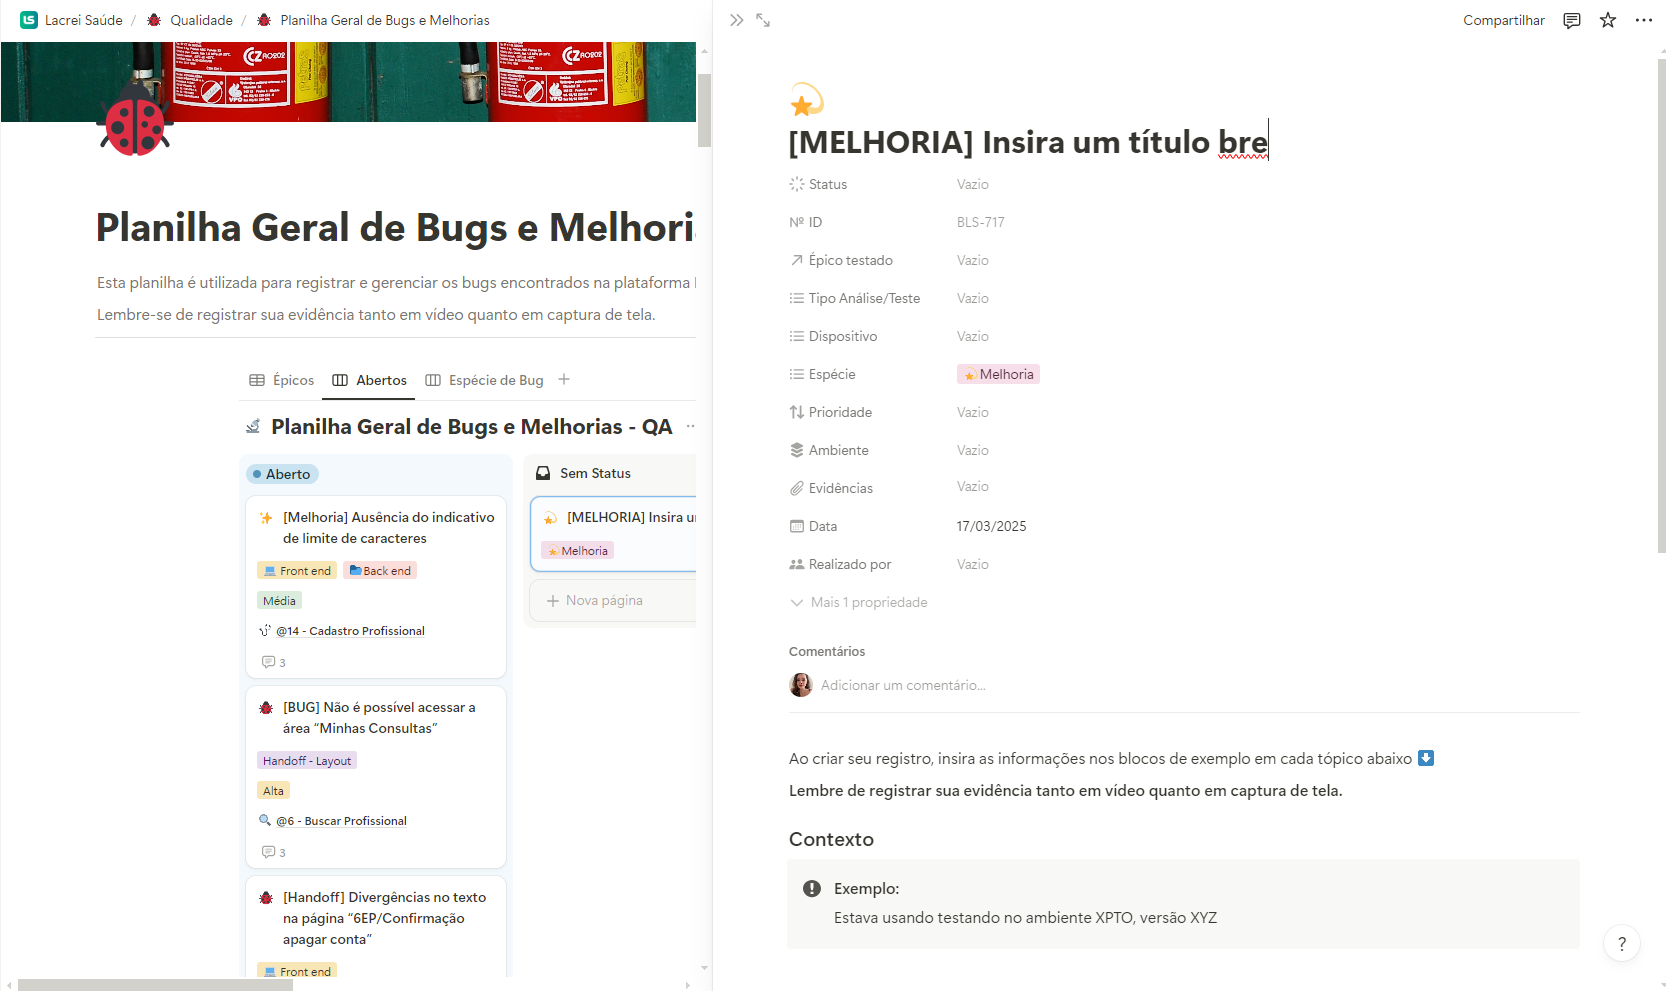 Lacrei Saúde / Qualidade / Planilha Geral de Bugs e Melhorias
Planilha Geral de Bugs e Melhori
Esta planilha é utilizada para registrar e gerenciar os bugs encontrados na plataforma
Lembre-se de registrar sua evidência tanto em vídeo quanto em captura de tela.
Épicos Abertos Espécie de Bug +
Planilha Geral de Bugs e Melhorias - QA ..
Aberto
[Melhoria] Ausência do indicativo
de limite de caracteres
Front end Back end
Média
@14 - Cadastro Profissional
3
[BUG] Não é possível acessar a
área “Minhas Consultas”
Handoff - Layout
Alta
@6 - Buscar Profissional
3
[Handoff] Divergências no texto
na página “6EP/Confirmação
apagar conta”
Front end
Sem Status
[MELHORIA] Insira u
Melhoria
+ Nova página
Compartilhar
[MELHORIA] Insira um título bre
Status Vazio
Nº ID BLS-717
Épico testado Vazio
Tipo Análise/Teste Vazio
Dispositivo Vazio
Espécie Melhoria
Prioridade Vazio
Ambiente Vazio
Evidências Vazio
Data 17/03/2025
Realizado por Vazio
Mais 1 propriedade
Comentários
Adicionar um comentário...
Ao criar seu registro, insira as informações nos blocos de exemplo em cada tópico abaixo
Lembre de registrar sua evidência tanto em vídeo quanto em captura de tela.
Contexto
Exemplo:
Estava usando testando no ambiente XPTO, versão XYZ
?